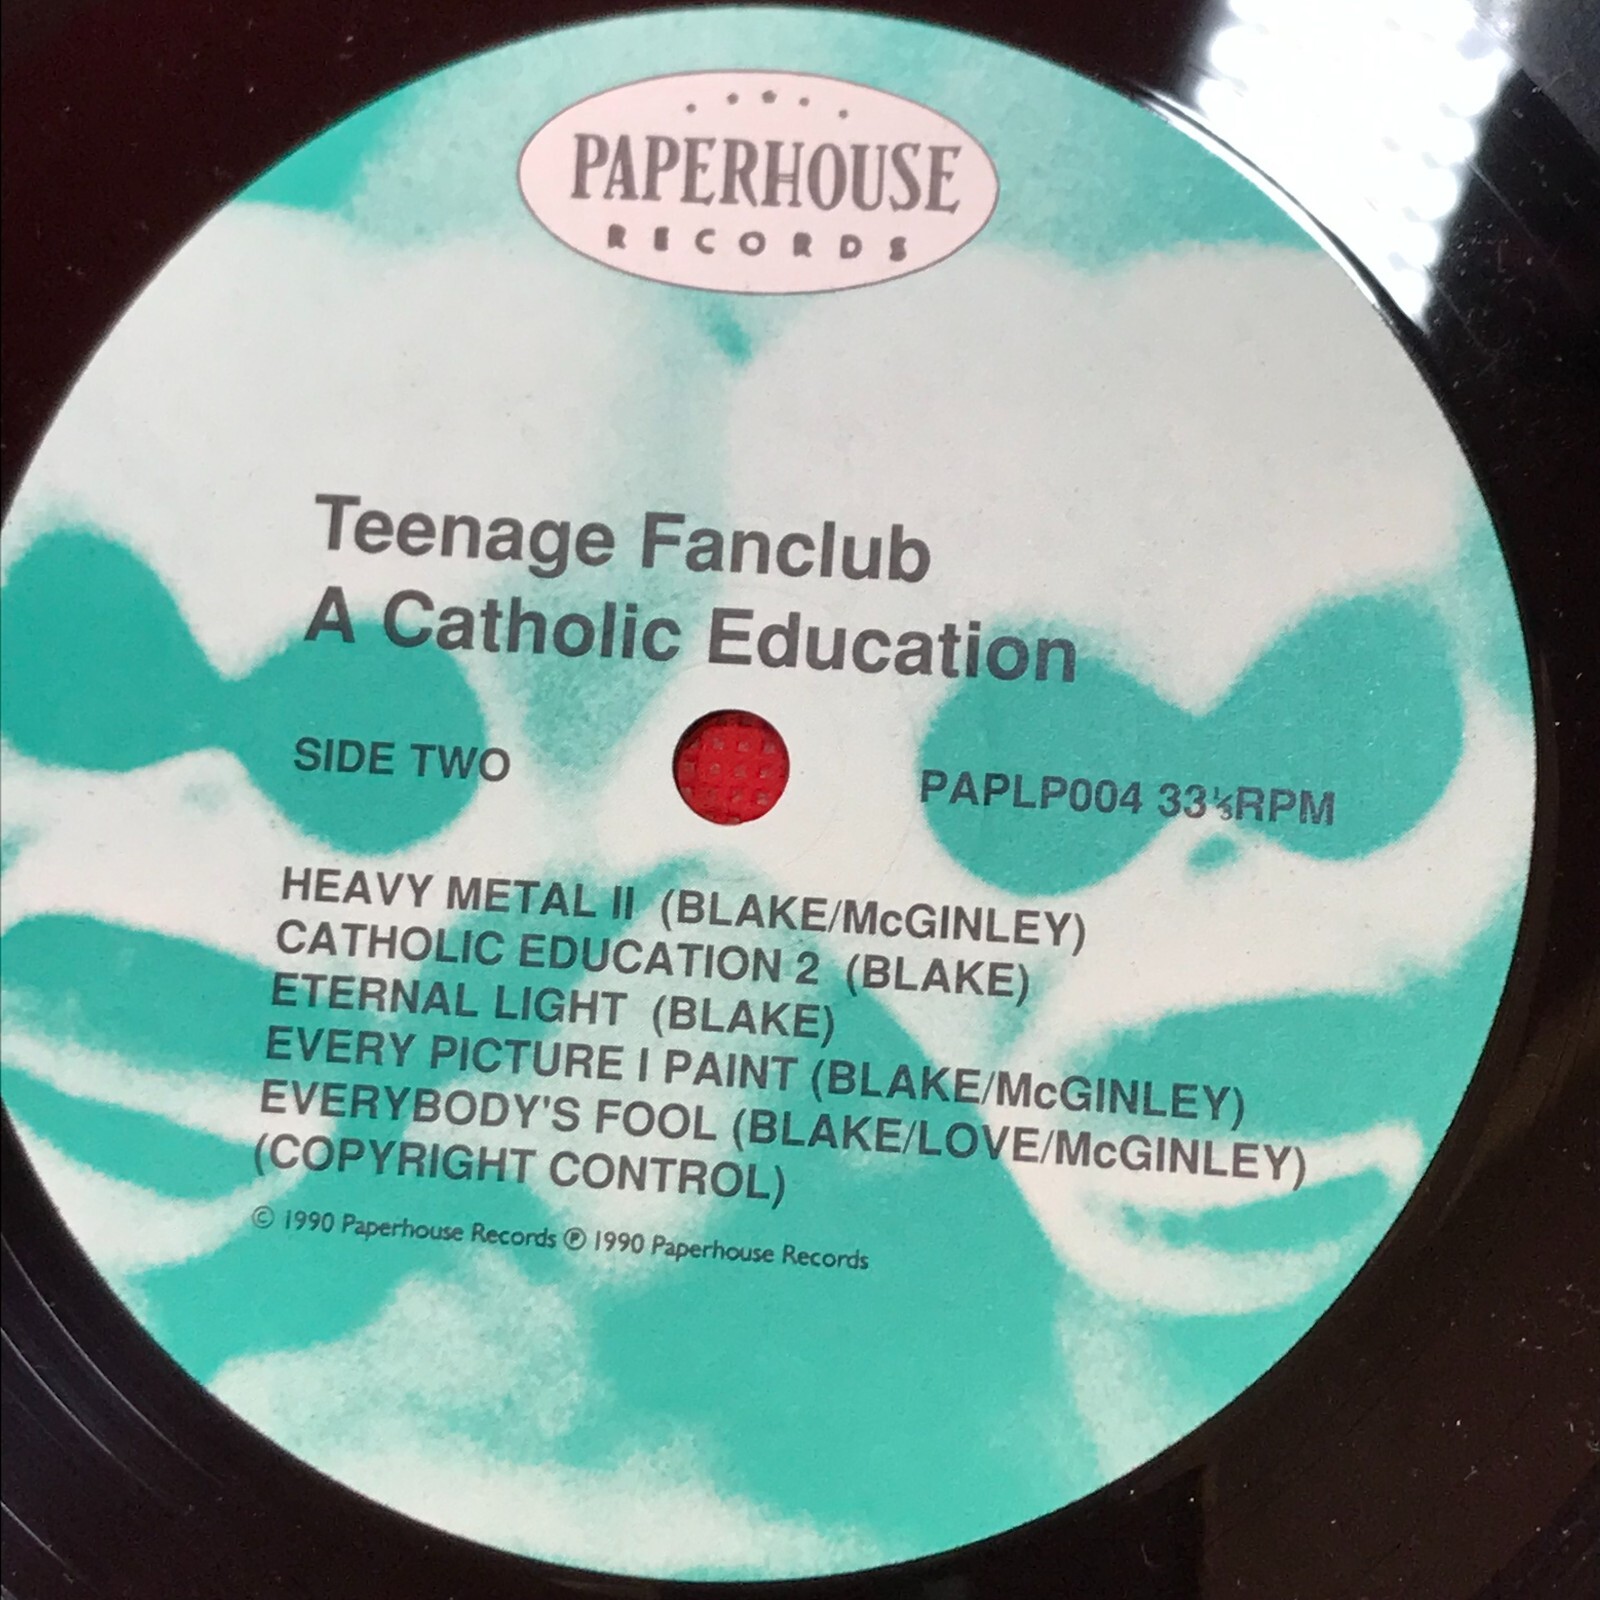 PAPERHOUSE
RECORDS
Teenage Fanclub
A Catholic Education
SIDE TWO
PAPLP004 33⅓RPM
HEAVY METAL II (BLAKE/McGINLEY)
CATHOLIC EDUCATION 2 (BLAKE)
ETERNAL LIGHT (BLAKE)
EVERY PICTURE I PAINT (BLAKE/McGINLEY)
EVERYBODY'S FOOL (BLAKE/LOVE/McGINLEY)
(COPYRIGHT CONTROL)
© 1990 Paperhouse Records ℗ 1990 Paperhouse Records